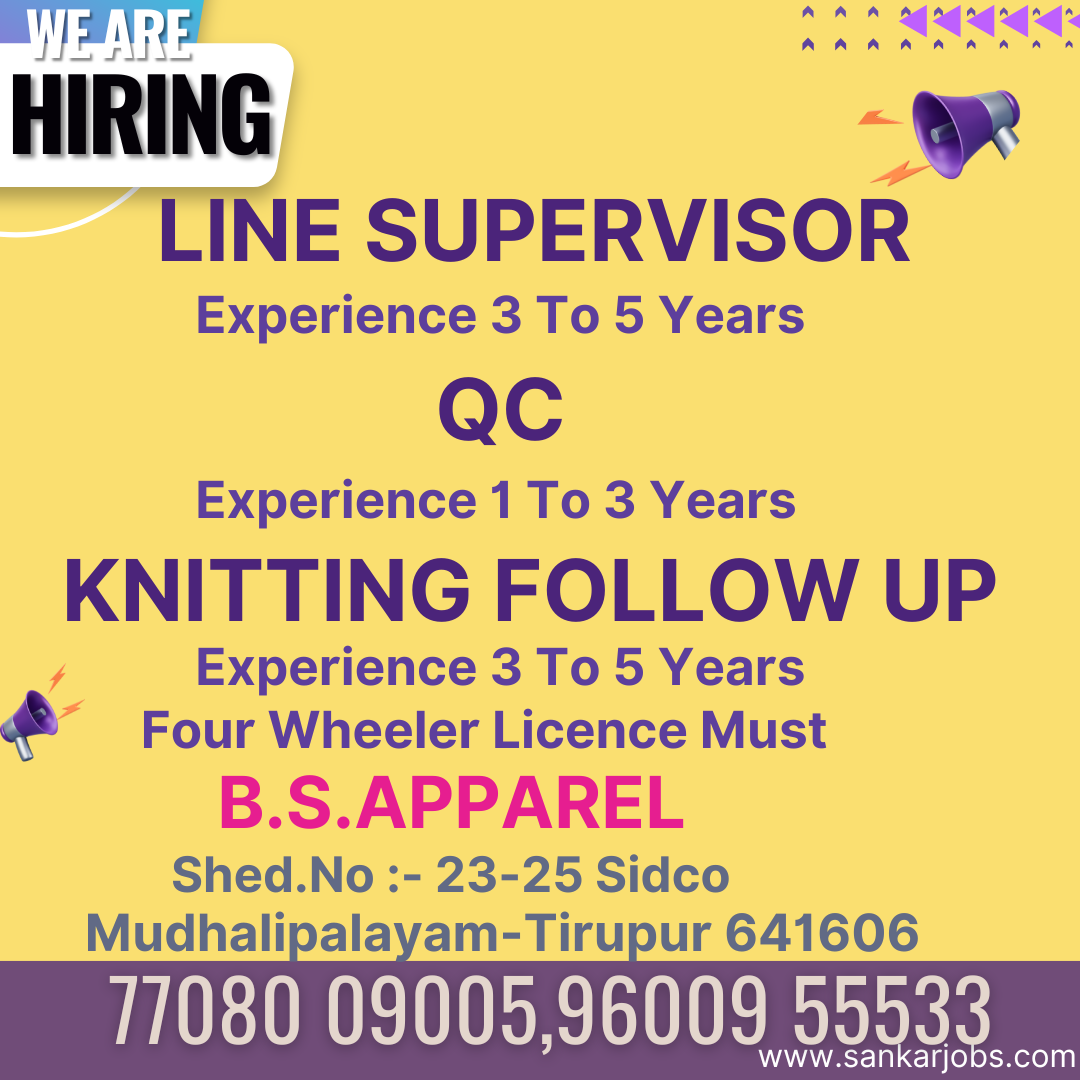 WE ARE
HIRING
LINE SUPERVISOR
Experience 3 To 5 Years
QC
Experience 1 To 3 Years
KNITTING FOLLOW UP
Experience 3 To 5 Years
Four Wheeler Licence Must
B.S.APPAREL
Shed.No :- 23-25 Sidco
Mudhalipalayam-Tirupur 641606
77080 09005,96009 55533
www.sankarjobs.com